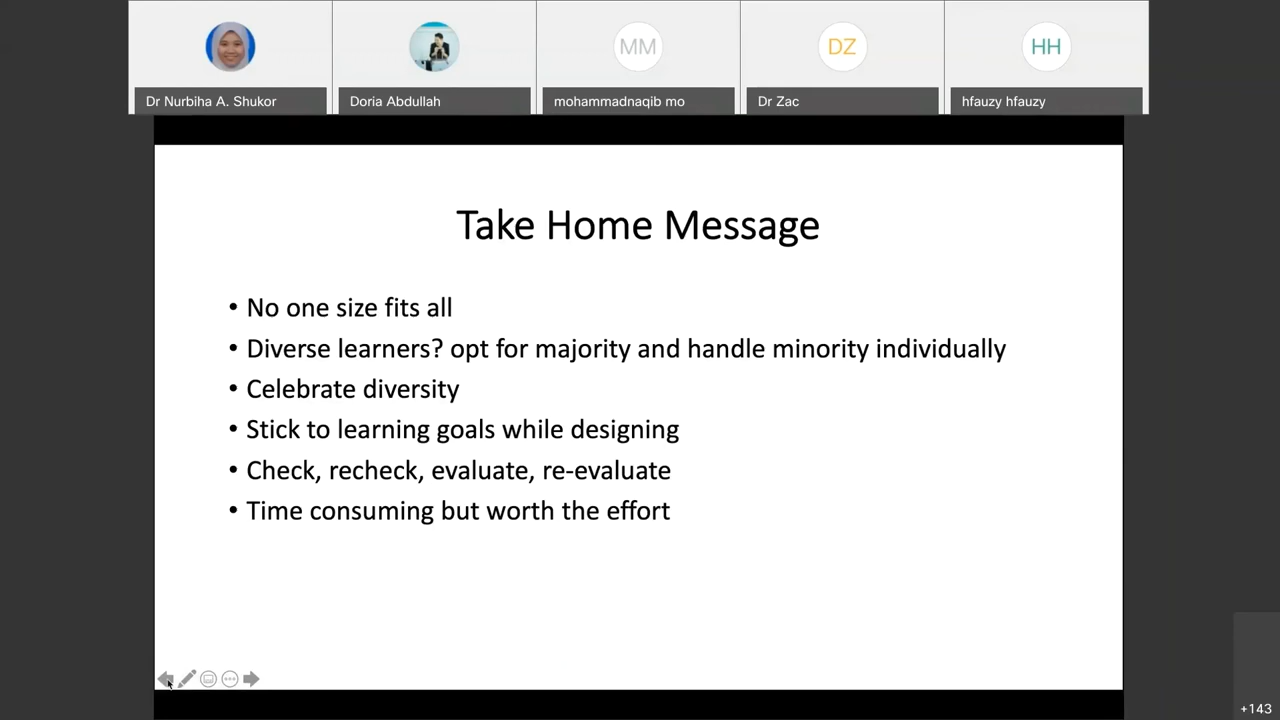 MM
DZ
HH
Dr Nurbiha A. Shukor
Doria Abdullah
mohammadnaqib mo
Dr Zac
hfauzy hfauzy
Take Home Message
• No one size fits all
• Diverse learners? opt for majority and handle minority individually
• Celebrate diversity
• Stick to learning goals while designing
• Check, recheck, evaluate, re-evaluate
• Time consuming but worth the effort
+143